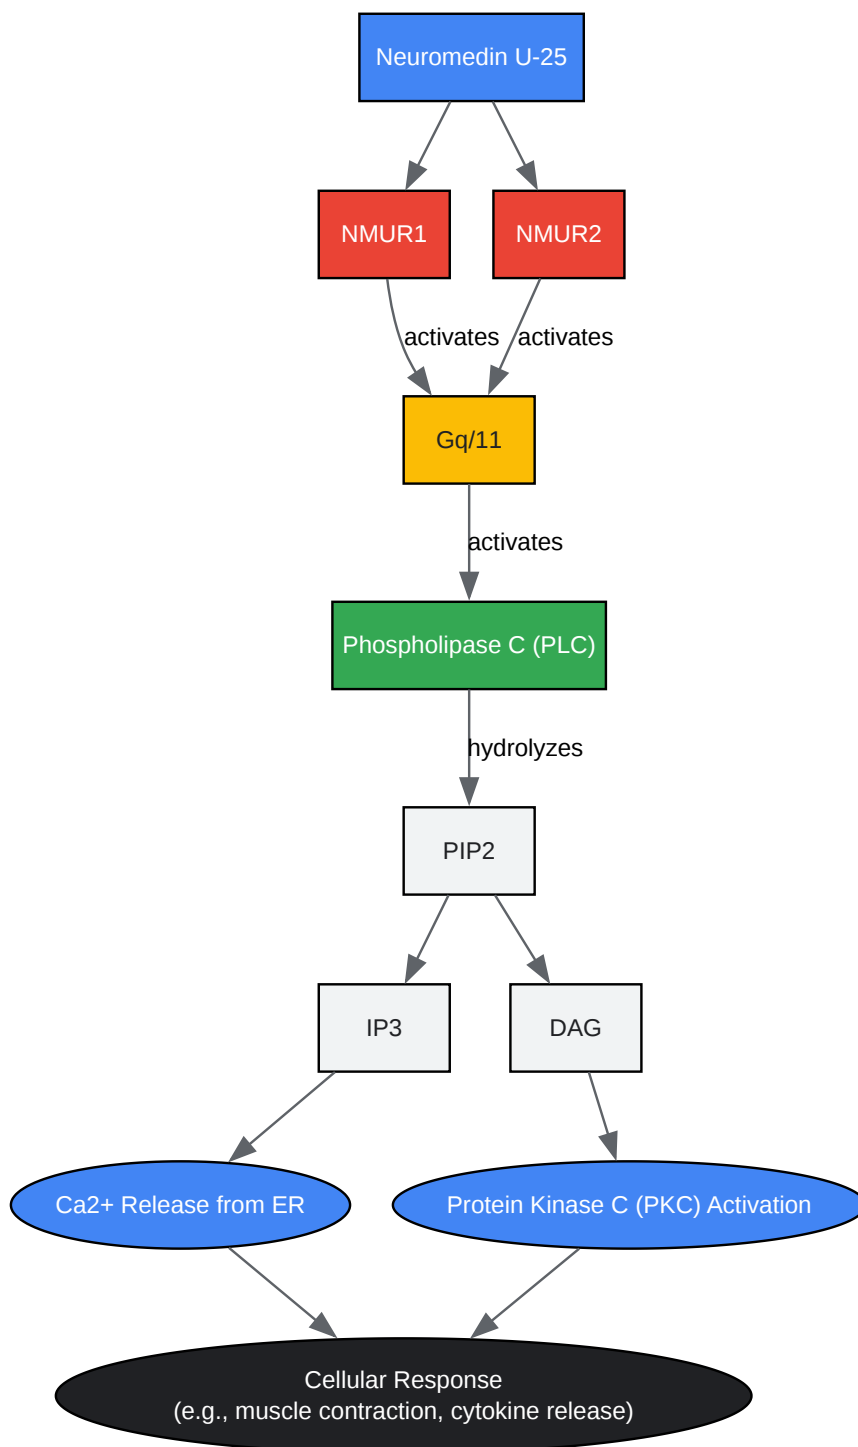 Neuromedin U-25
NMUR1
NMUR2
activates
activates
Gq/11
activates
Phospholipase C (PLC)
hydrolyzes
PIP2
IP3
DAG
Ca2+ Release from ER
Protein Kinase C (PKC) Activation
Cellular Response
(e.g., muscle contraction, cytokine release)